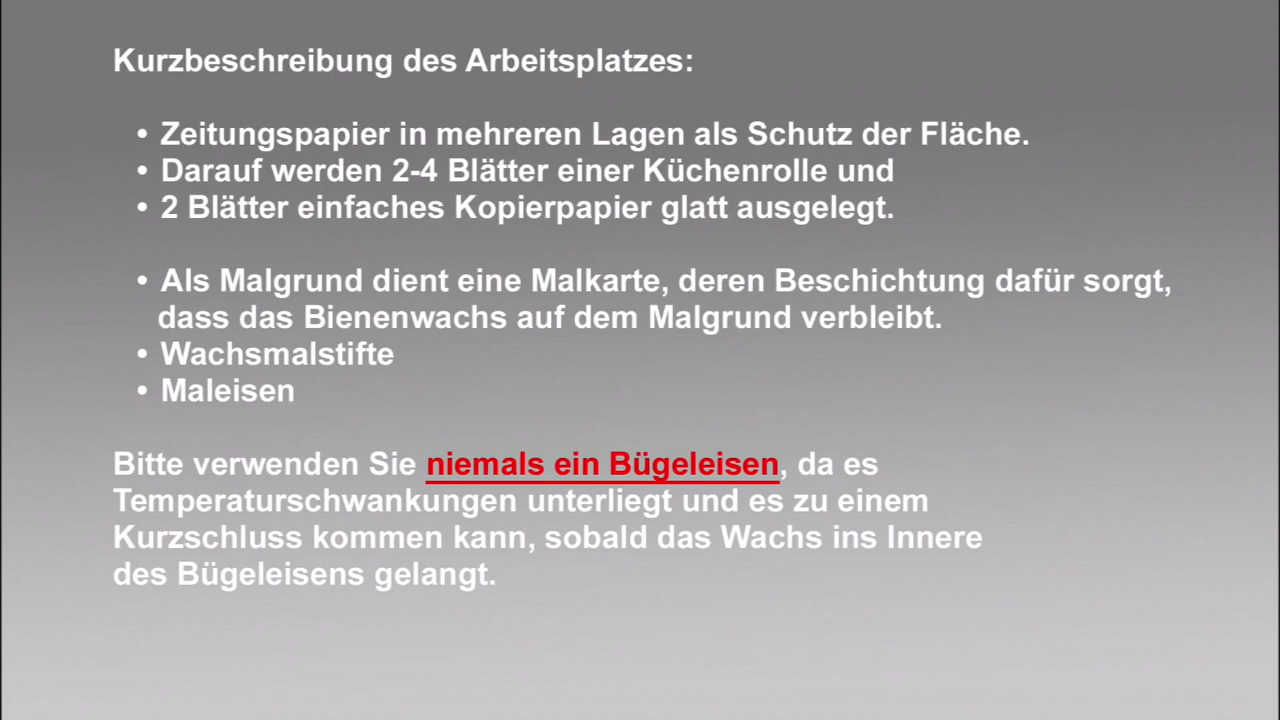 Kurzbeschreibung des Arbeitsplatzes:
• Zeitungspapier in mehreren Lagen als Schutz der Fläche.
• Darauf werden 2-4 Blätter einer Küchenrolle und
• 2 Blätter einfaches Kopierpapier glatt ausgelegt.
• Als Malgrund dient eine Malkarte, deren Beschichtung dafür sorgt,
dass das Bienenwachs auf dem Malgrund verbleibt.
• Wachsmalstifte
• Maleisen
Bitte verwenden Sie niemals ein Bügeleisen, da es
Temperaturschwankungen unterliegt und es zu einem
Kurzschluss kommen kann, sobald das Wachs ins Innere
des Bügeleisens gelangt.